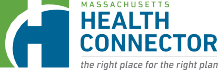 MASSACHUSETTS
HEALTH
CONNECTOR
the right place for the right plan